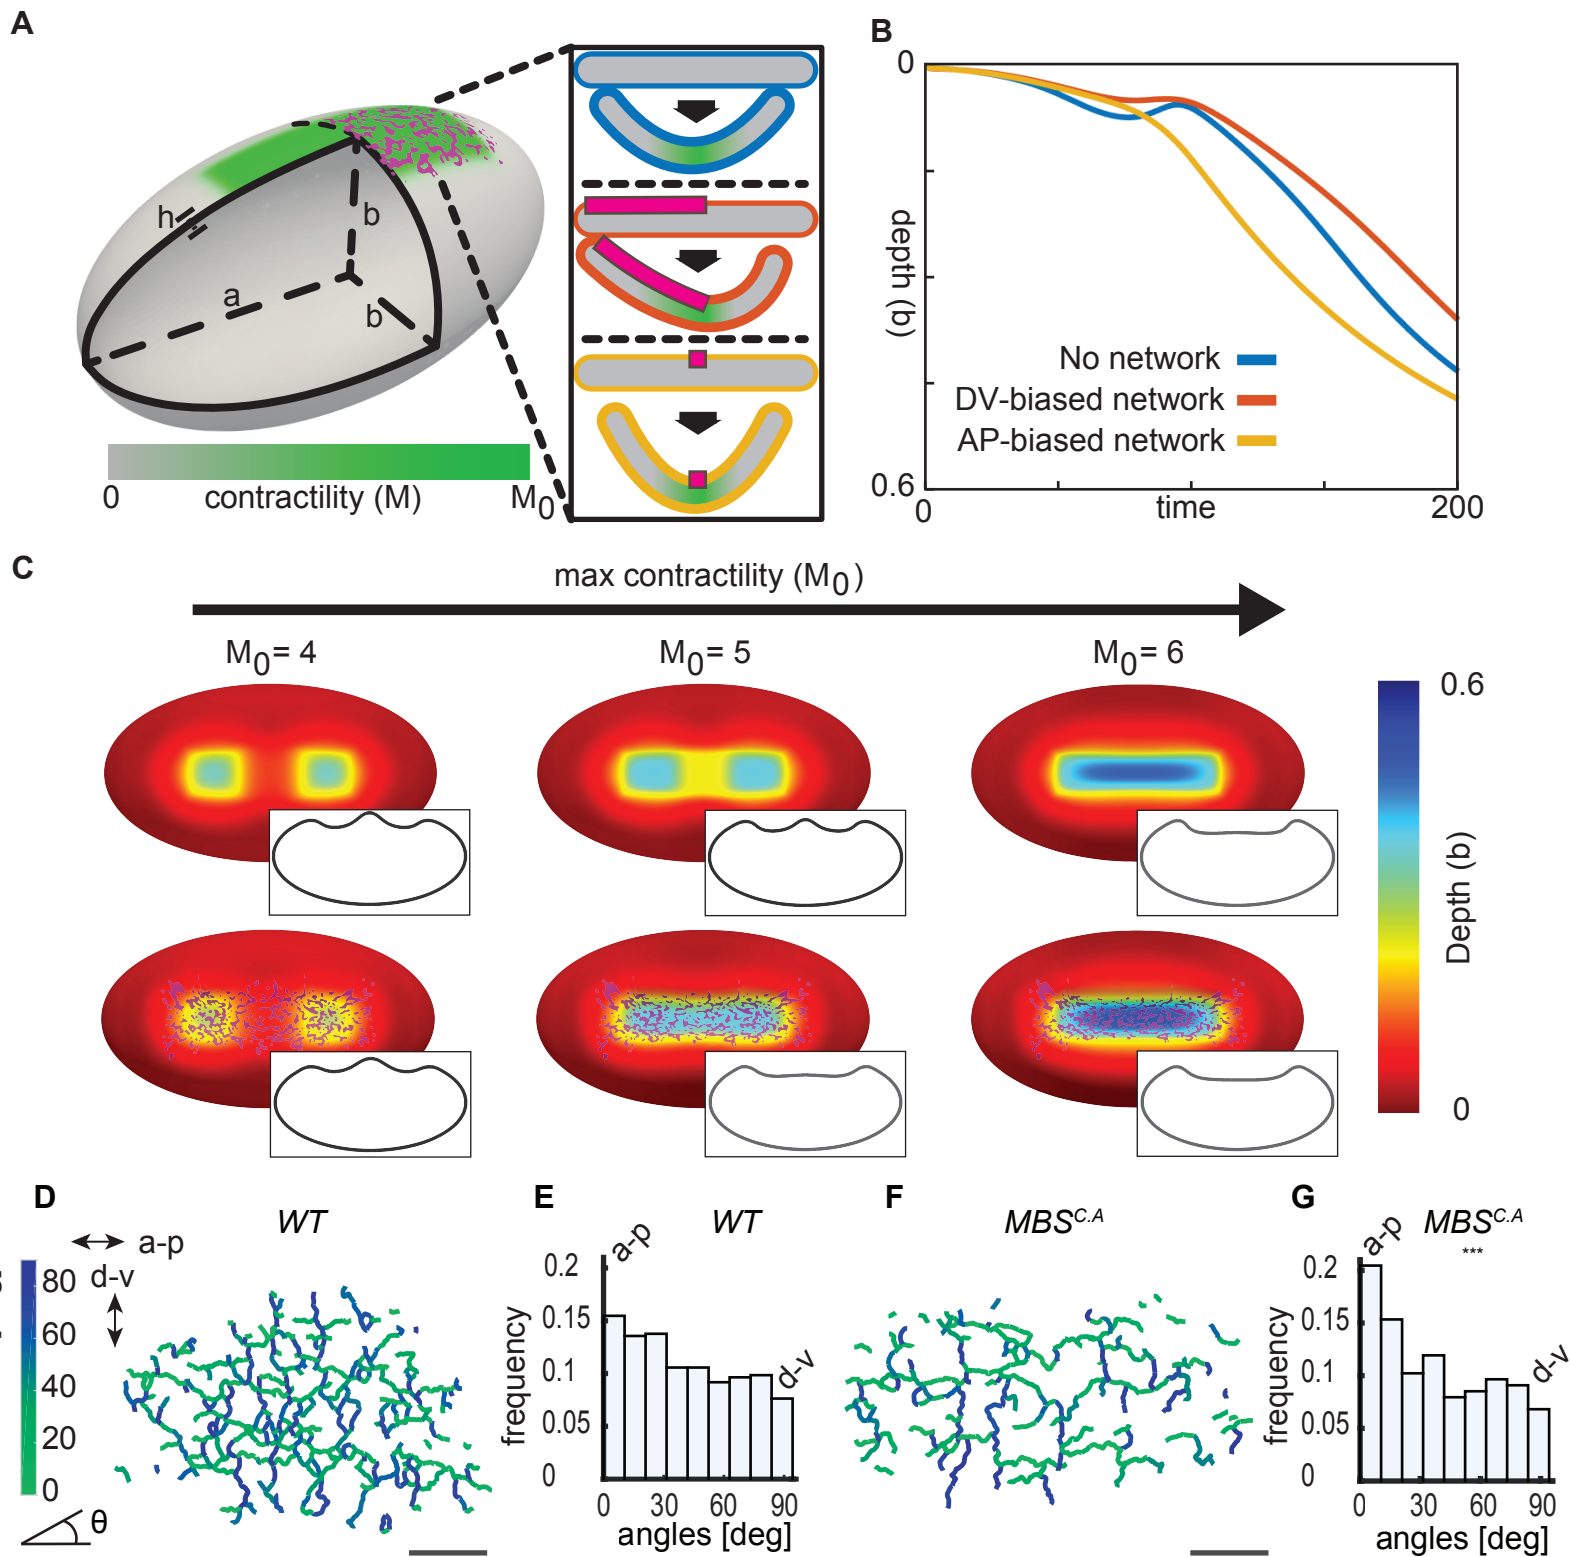 A
h
a
b
b
0
contractility (M)
M0
B
0
depth (b)
0.6
0
time
200
No network
DV-biased network
AP-biased network
C
max contractility (M0)
M0= 4
M0= 5
M0= 6
0.6
Depth (b)
0
D
WT
a-p
d-v
80
60
40
20
0
θ
E
WT
a-p
d-v
0.2
0.15
0.1
0.05
0
frequency
0
30
60
90
angles [deg]
F
MBSC.A
G
MBSC.A
***
a-p
d-v
0.2
0.15
0.1
0.05
0
frequency
0
30
60
90
angles [deg]